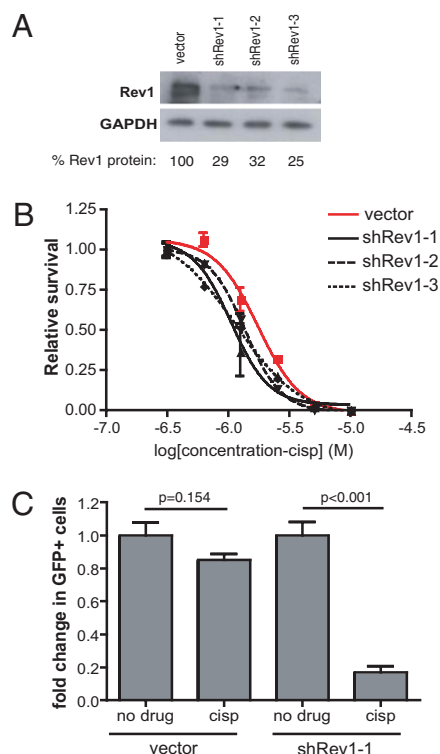 A
vector
shRev1-1
shRev1-2
shRev1-3
Rev1
GAPDH
% Rev1 protein: 100 29 32 25
B
1.25
1.00
0.75
0.50
0.25
0.00
Relative survival
-7.0 -6.5 -6.0 -5.5 -5.0 -4.5
log[concentration-cisp] (M)
vector
shRev1-1
shRev1-2
shRev1-3
C
p=0.154 p<0.001
1.2
1.0
0.8
0.6
0.4
0.2
0.0
fold change in GFP+ cells
no drug cisp no drug cisp
vector shRev1-1